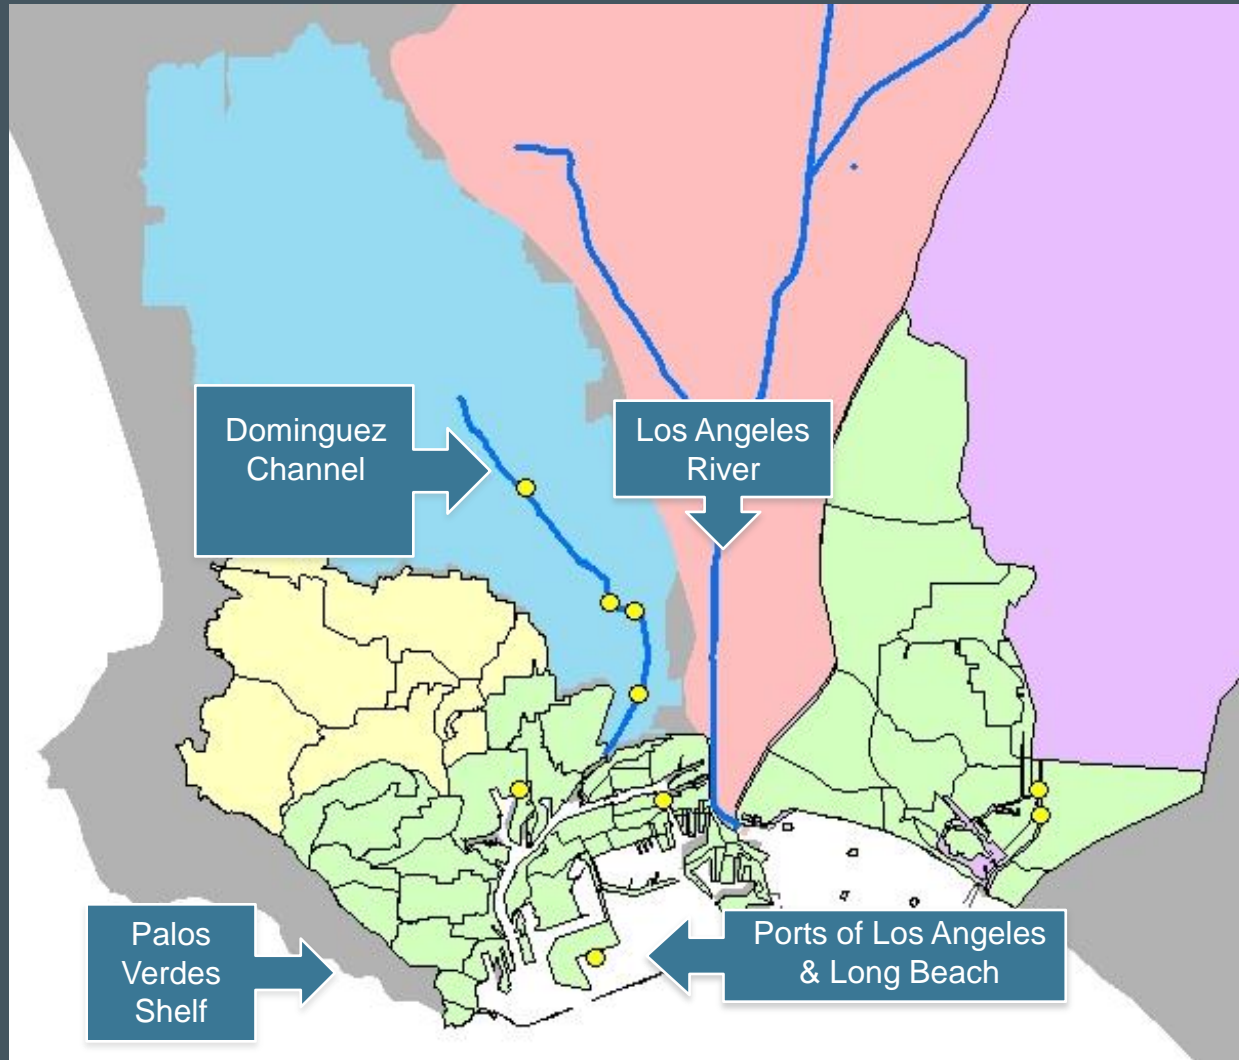 Dominguez
Channel
Los Angeles
River
Palos
Verdes
Shelf
Ports of Los Angeles
& Long Beach